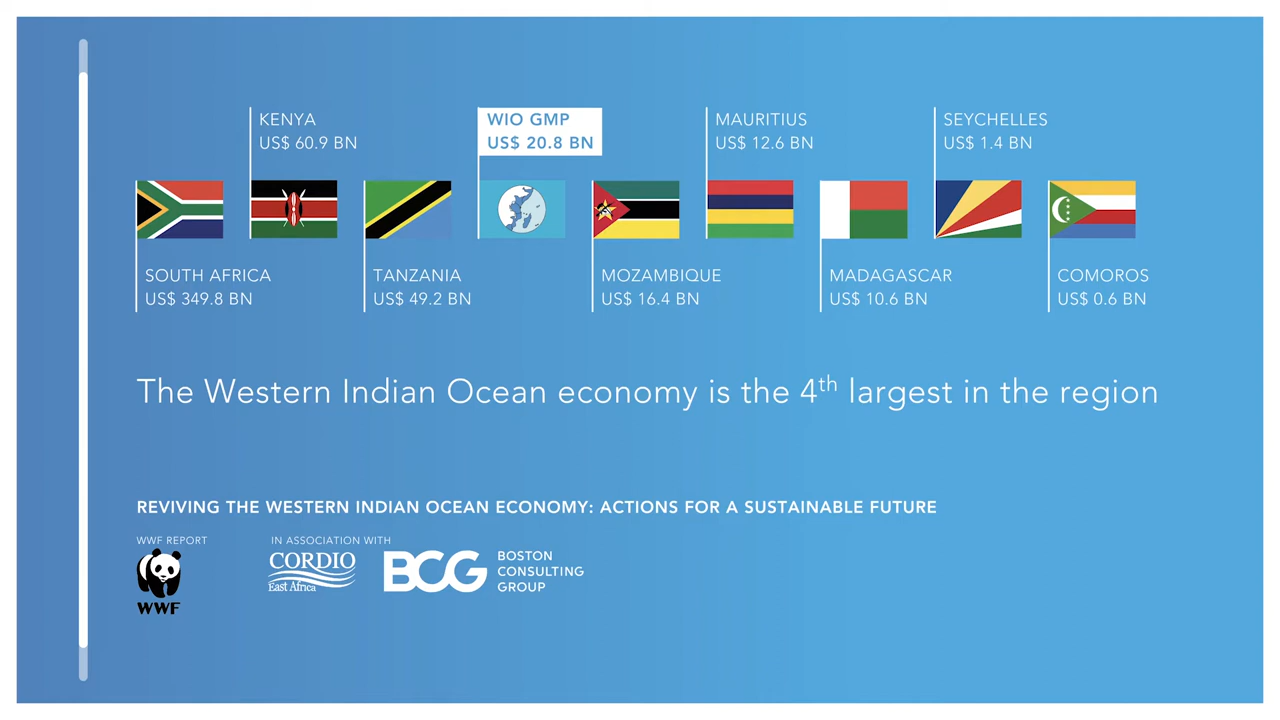 KENYA
US$ 60.9 BN
WIO GMP
US$ 20.8 BN
MAURITIUS
US$ 12.6 BN
SEYCHELLES
US$ 1.4 BN
SOUTH AFRICA
US$ 349.8 BN
TANZANIA
US$ 49.2 BN
MOZAMBIQUE
US$ 16.4 BN
MADAGASCAR
US$ 10.6 BN
COMOROS
US$ 0.6 BN
The Western Indian Ocean economy is the 4th largest in the region
REVIVING THE WESTERN INDIAN OCEAN ECONOMY: ACTIONS FOR A SUSTAINABLE FUTURE
WWF REPORT
WWF
IN ASSOCIATION WITH
CORDIO
East Africa
BCG
BOSTON
CONSULTING
GROUP